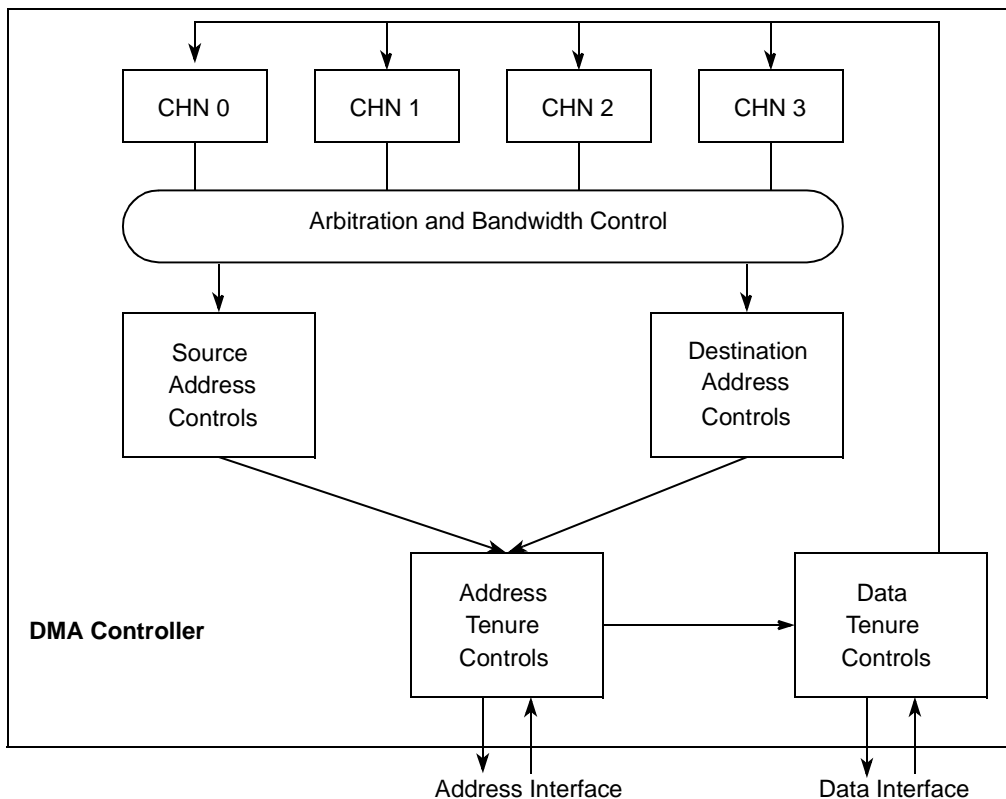 CHN 0
CHN 1
CHN 2
CHN 3
Arbitration and Bandwidth Control
Source
Address
Controls
Destination
Address
Controls
Address
Tenure
Controls
Data
Tenure
Controls
DMA Controller
Address Interface
Data Interface